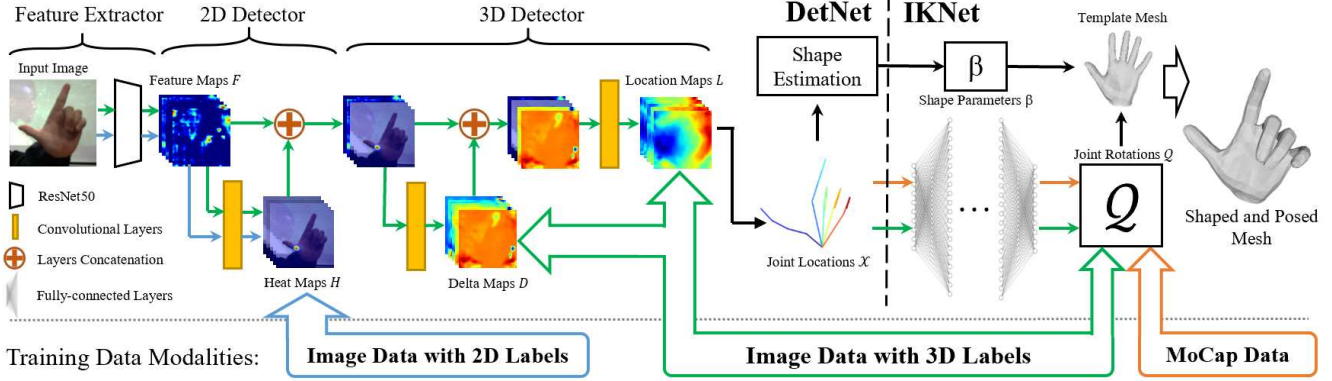 Feature Extractor
2D Detector
3D Detector
DetNet
IKNet
Input Image
Feature Maps F
Location Maps L
Shape
Estimation
β
Shape Parameters β
Template Mesh
Joint Rotations Q
Q
Shaped and Posed
Mesh
ResNet50
Convolutional Layers
Layers Concatenation
Fully-connected Layers
Heat Maps H
Delta Maps D
Joint Locations X
Training Data Modalities:
Image Data with 2D Labels
Image Data with 3D Labels
MoCap Data